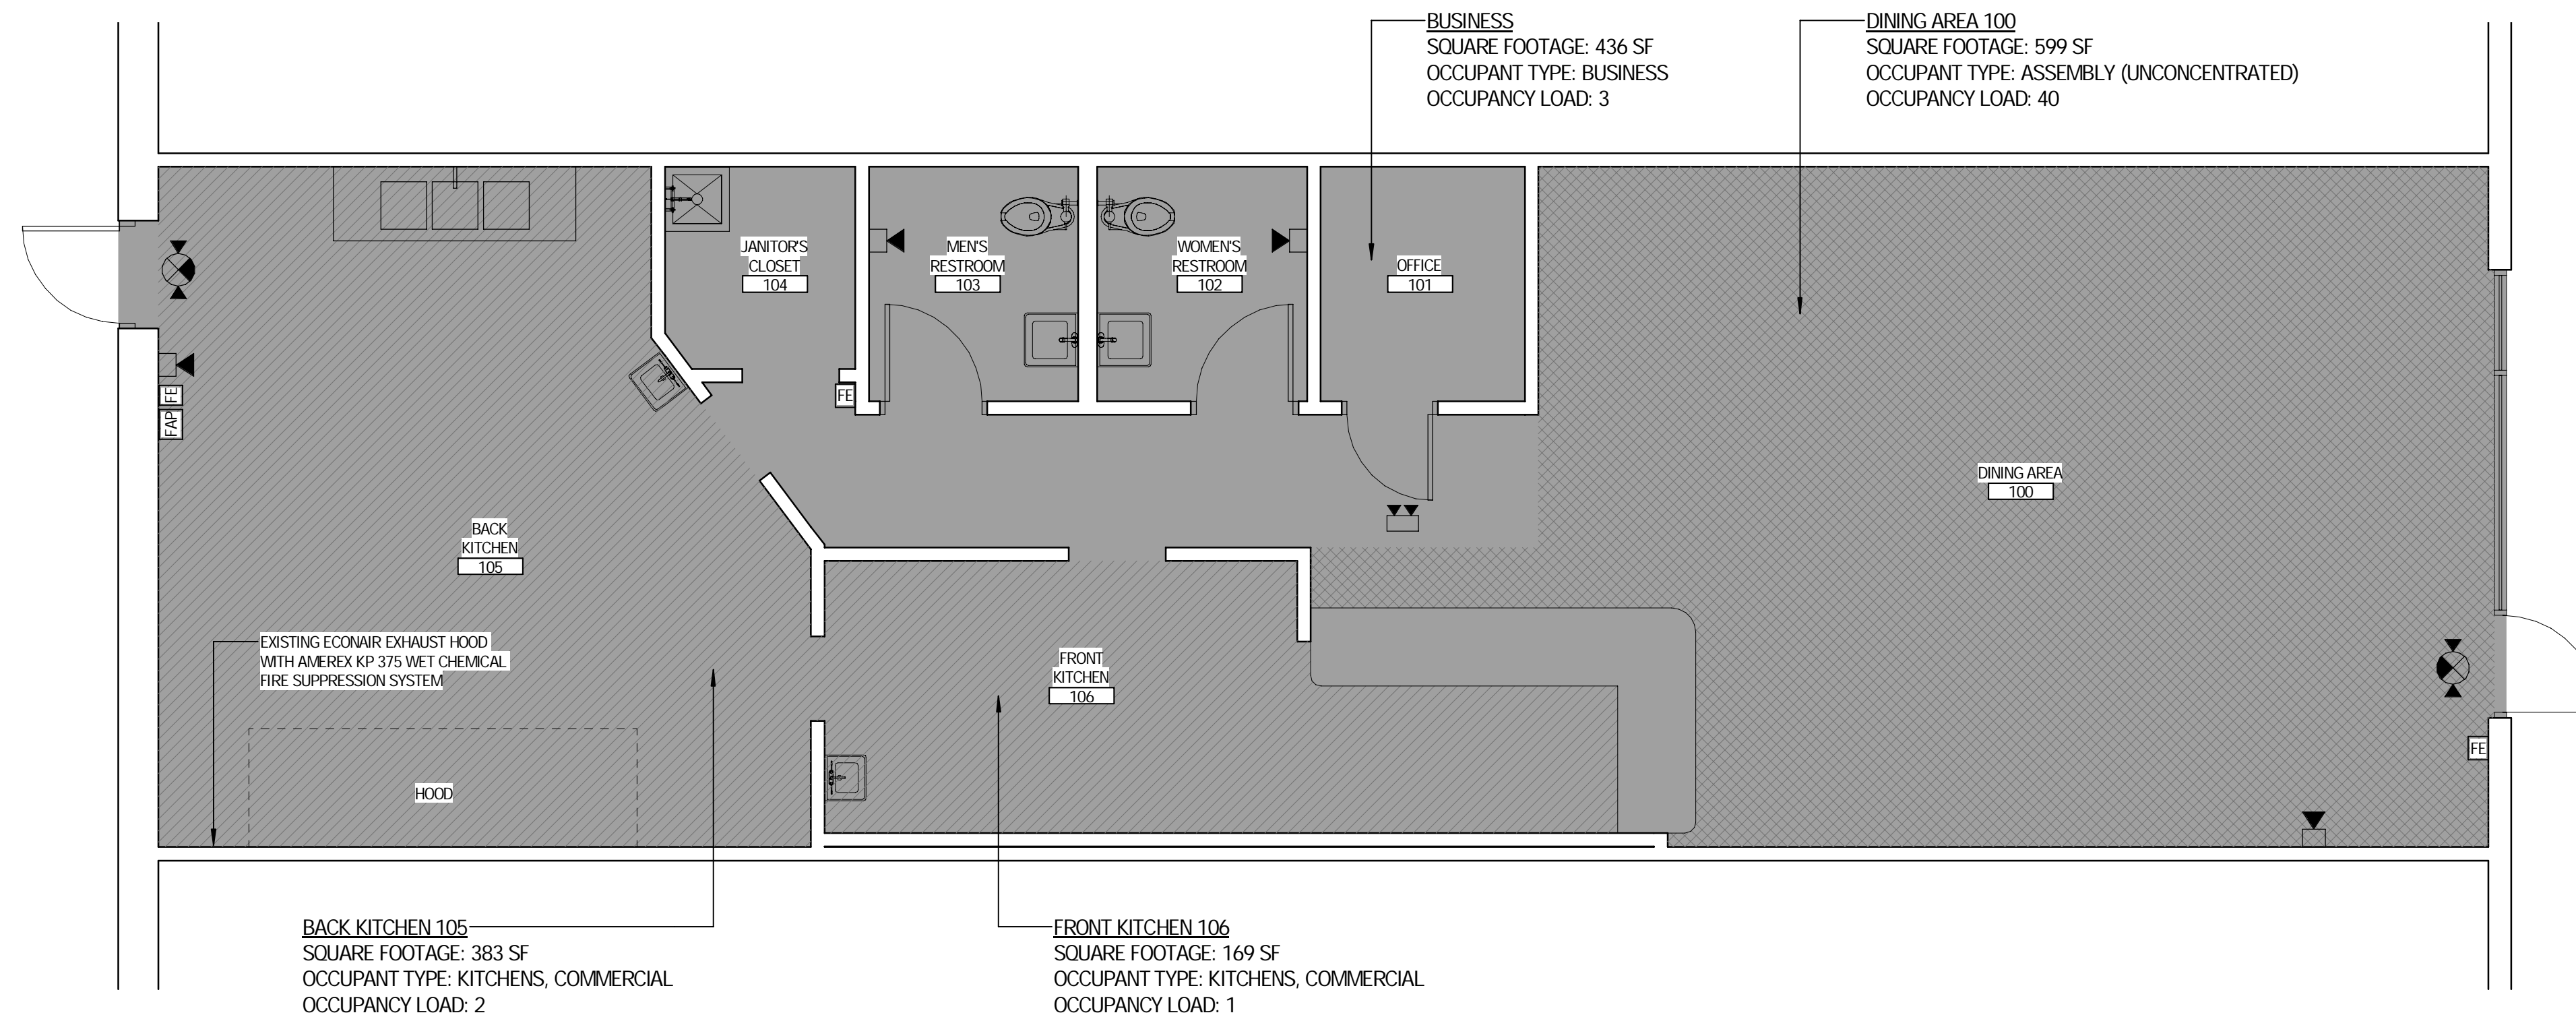 BUSINESS
SQUARE FOOTAGE: 436 SF
OCCUPANT TYPE: BUSINESS
OCCUPANCY LOAD: 3
DINING AREA 100
SQUARE FOOTAGE: 599 SF
OCCUPANT TYPE: ASSEMBLY (UNCONCENTRATED)
OCCUPANCY LOAD: 40
JANITOR'S
CLOSET
104
MEN'S
RESTROOM
103
WOMEN'S
RESTROOM
102
OFFICE
101
FE
FAP
FE
DINING AREA
100
BACK
KITCHEN
105
EXISTING ECONAIR EXHAUST HOOD
WITH AMEREX KP 375 WET CHEMICAL
FIRE SUPPRESSION SYSTEM
FRONT
KITCHEN
106
FE
HOOD
BACK KITCHEN 105
SQUARE FOOTAGE: 383 SF
OCCUPANT TYPE: KITCHENS, COMMERCIAL
OCCUPANCY LOAD: 2
FRONT KITCHEN 106
SQUARE FOOTAGE: 169 SF
OCCUPANT TYPE: KITCHENS, COMMERCIAL
OCCUPANCY LOAD: 1